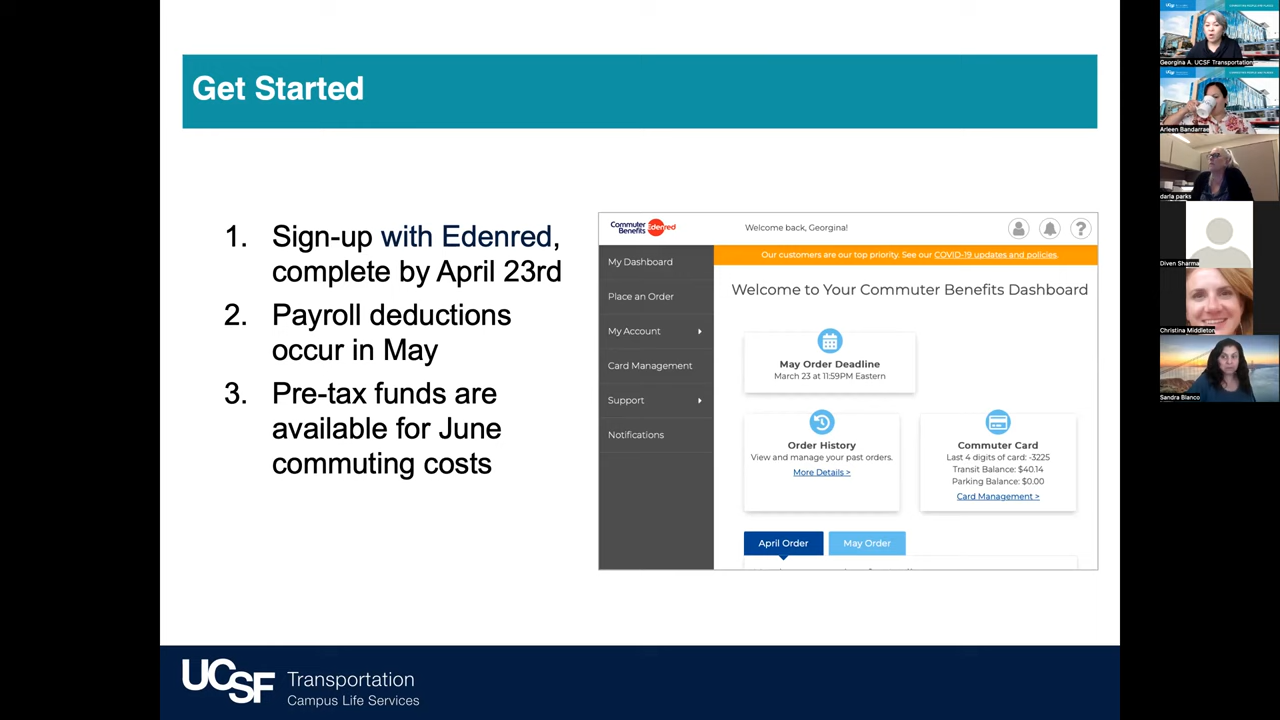 Get Started
1. Sign-up with Edenred,
complete by April 23rd
2. Payroll deductions
occur in May
3. Pre-tax funds are
available for June
commuting costs
Commuter
Benefits Edenred
Welcome back, Georgina!
Our customers are our top priority. See our COVID-19 updates and policies.
My Dashboard
Place an Order
My Account
Card Management
Support
Notifications
Welcome to Your Commuter Benefits Dashboard
May Order Deadline
March 23 at 11:59PM Eastern
Order History
View and manage your past orders.
More Details >
Commuter Card
Last 4 digits of card: -3225
Transit Balance: $40.14
Parking Balance: $0.00
Card Management >
April Order
May Order
UCSF
Transportation
Campus Life Services
Georgina A. UCSF Transportation
Arleen Bandarrae
darla parks
Diven Sharma
Christina Middleton
Sandra Blanco